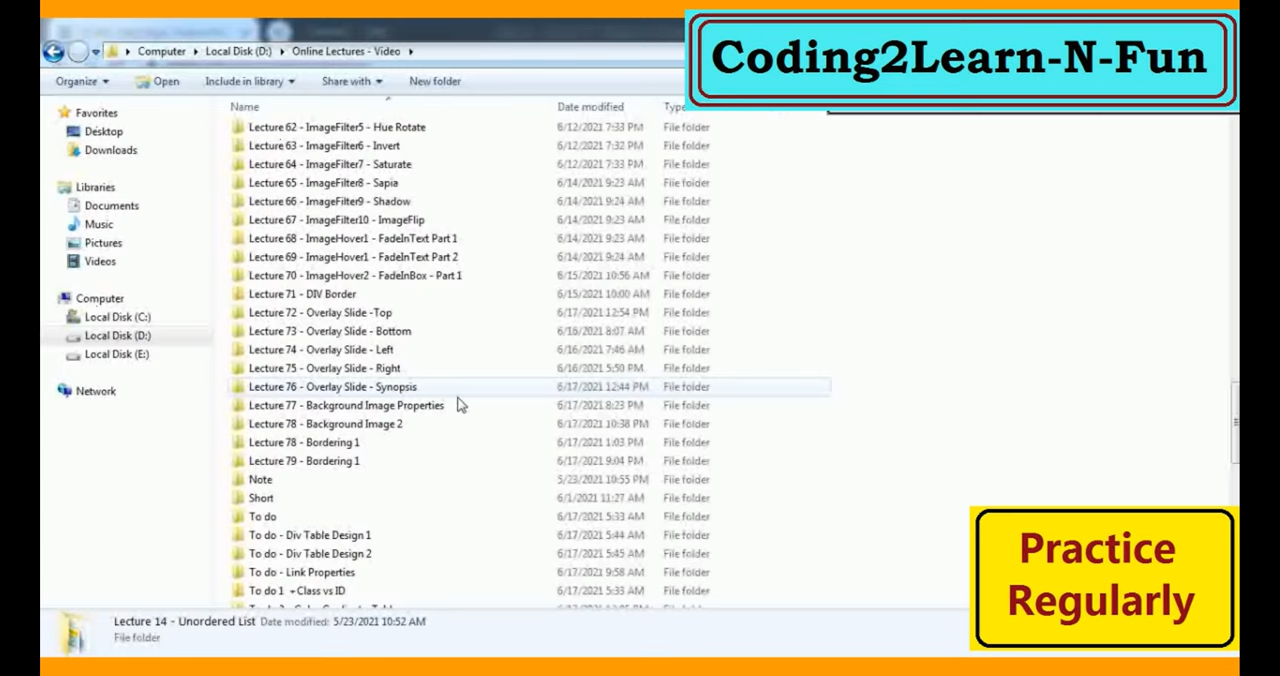 Coding2Learn-N-Fun
Computer Local Disk (D:) Online Lectures - Video
Organize Open Include in library Share with New folder
Name Date modified Type
Favorites
Desktop
Downloads
Libraries
Documents
Music
Pictures
Videos
Computer
Local Disk (C:)
Local Disk (D:)
Local Disk (E:)
Network
Lecture 62 - ImageFilter5 - Hue Rotate 6/12/2021 7:33 PM File folder
Lecture 63 - ImageFilter6 - Invert 6/12/2021 7:32 PM File folder
Lecture 64 - ImageFilter7 - Saturate 6/12/2021 7:33 PM File folder
Lecture 65 - ImageFilter8 - Sapia 6/14/2021 9:23 AM File folder
Lecture 66 - ImageFilter9 - Shadow 6/14/2021 9:24 AM File folder
Lecture 67 - ImageFilter10 - ImageFlip 6/14/2021 9:23 AM File folder
Lecture 68 - ImageHover1 - FadeInText Part 1 6/14/2021 9:23 AM File folder
Lecture 69 - ImageHover1 - FadeInText Part 2 6/14/2021 9:24 AM File folder
Lecture 70 - ImageHover2 - FadeInBox - Part 1 6/15/2021 10:56 AM File folder
Lecture 71 - DIV Border 6/15/2021 10:00 AM File folder
Lecture 72 - Overlay Slide -Top 6/17/2021 12:54 PM File folder
Lecture 73 - Overlay Slide - Bottom 6/16/2021 8:07 AM File folder
Lecture 74 - Overlay Slide - Left 6/16/2021 7:46 AM File folder
Lecture 75 - Overlay Slide - Right 6/16/2021 5:50 PM File folder
Lecture 76 - Overlay Slide - Synopsis 6/17/2021 12:44 PM File folder
Lecture 77 - Background Image Properties 6/17/2021 8:23 PM File folder
Lecture 78 - Background Image 2 6/17/2021 10:38 PM File folder
Lecture 78 - Bordering 1 6/17/2021 1:03 PM File folder
Lecture 79 - Bordering 1 6/17/2021 9:04 PM File folder
Note 5/23/2021 10:55 PM File folder
Short 6/1/2021 11:27 AM File folder
To do 6/17/2021 5:33 AM File folder
To do - Div Table Design 1 6/17/2021 5:44 AM File folder
To do - Div Table Design 2 6/17/2021 5:45 AM File folder
To do - Link Properties 6/17/2021 9:58 AM File folder
To do 1 - Class vs ID 6/17/2021 5:33 AM File folder
Lecture 14 - Unordered List Date modified: 5/23/2021 10:52 AM
File folder
Practice
Regularly